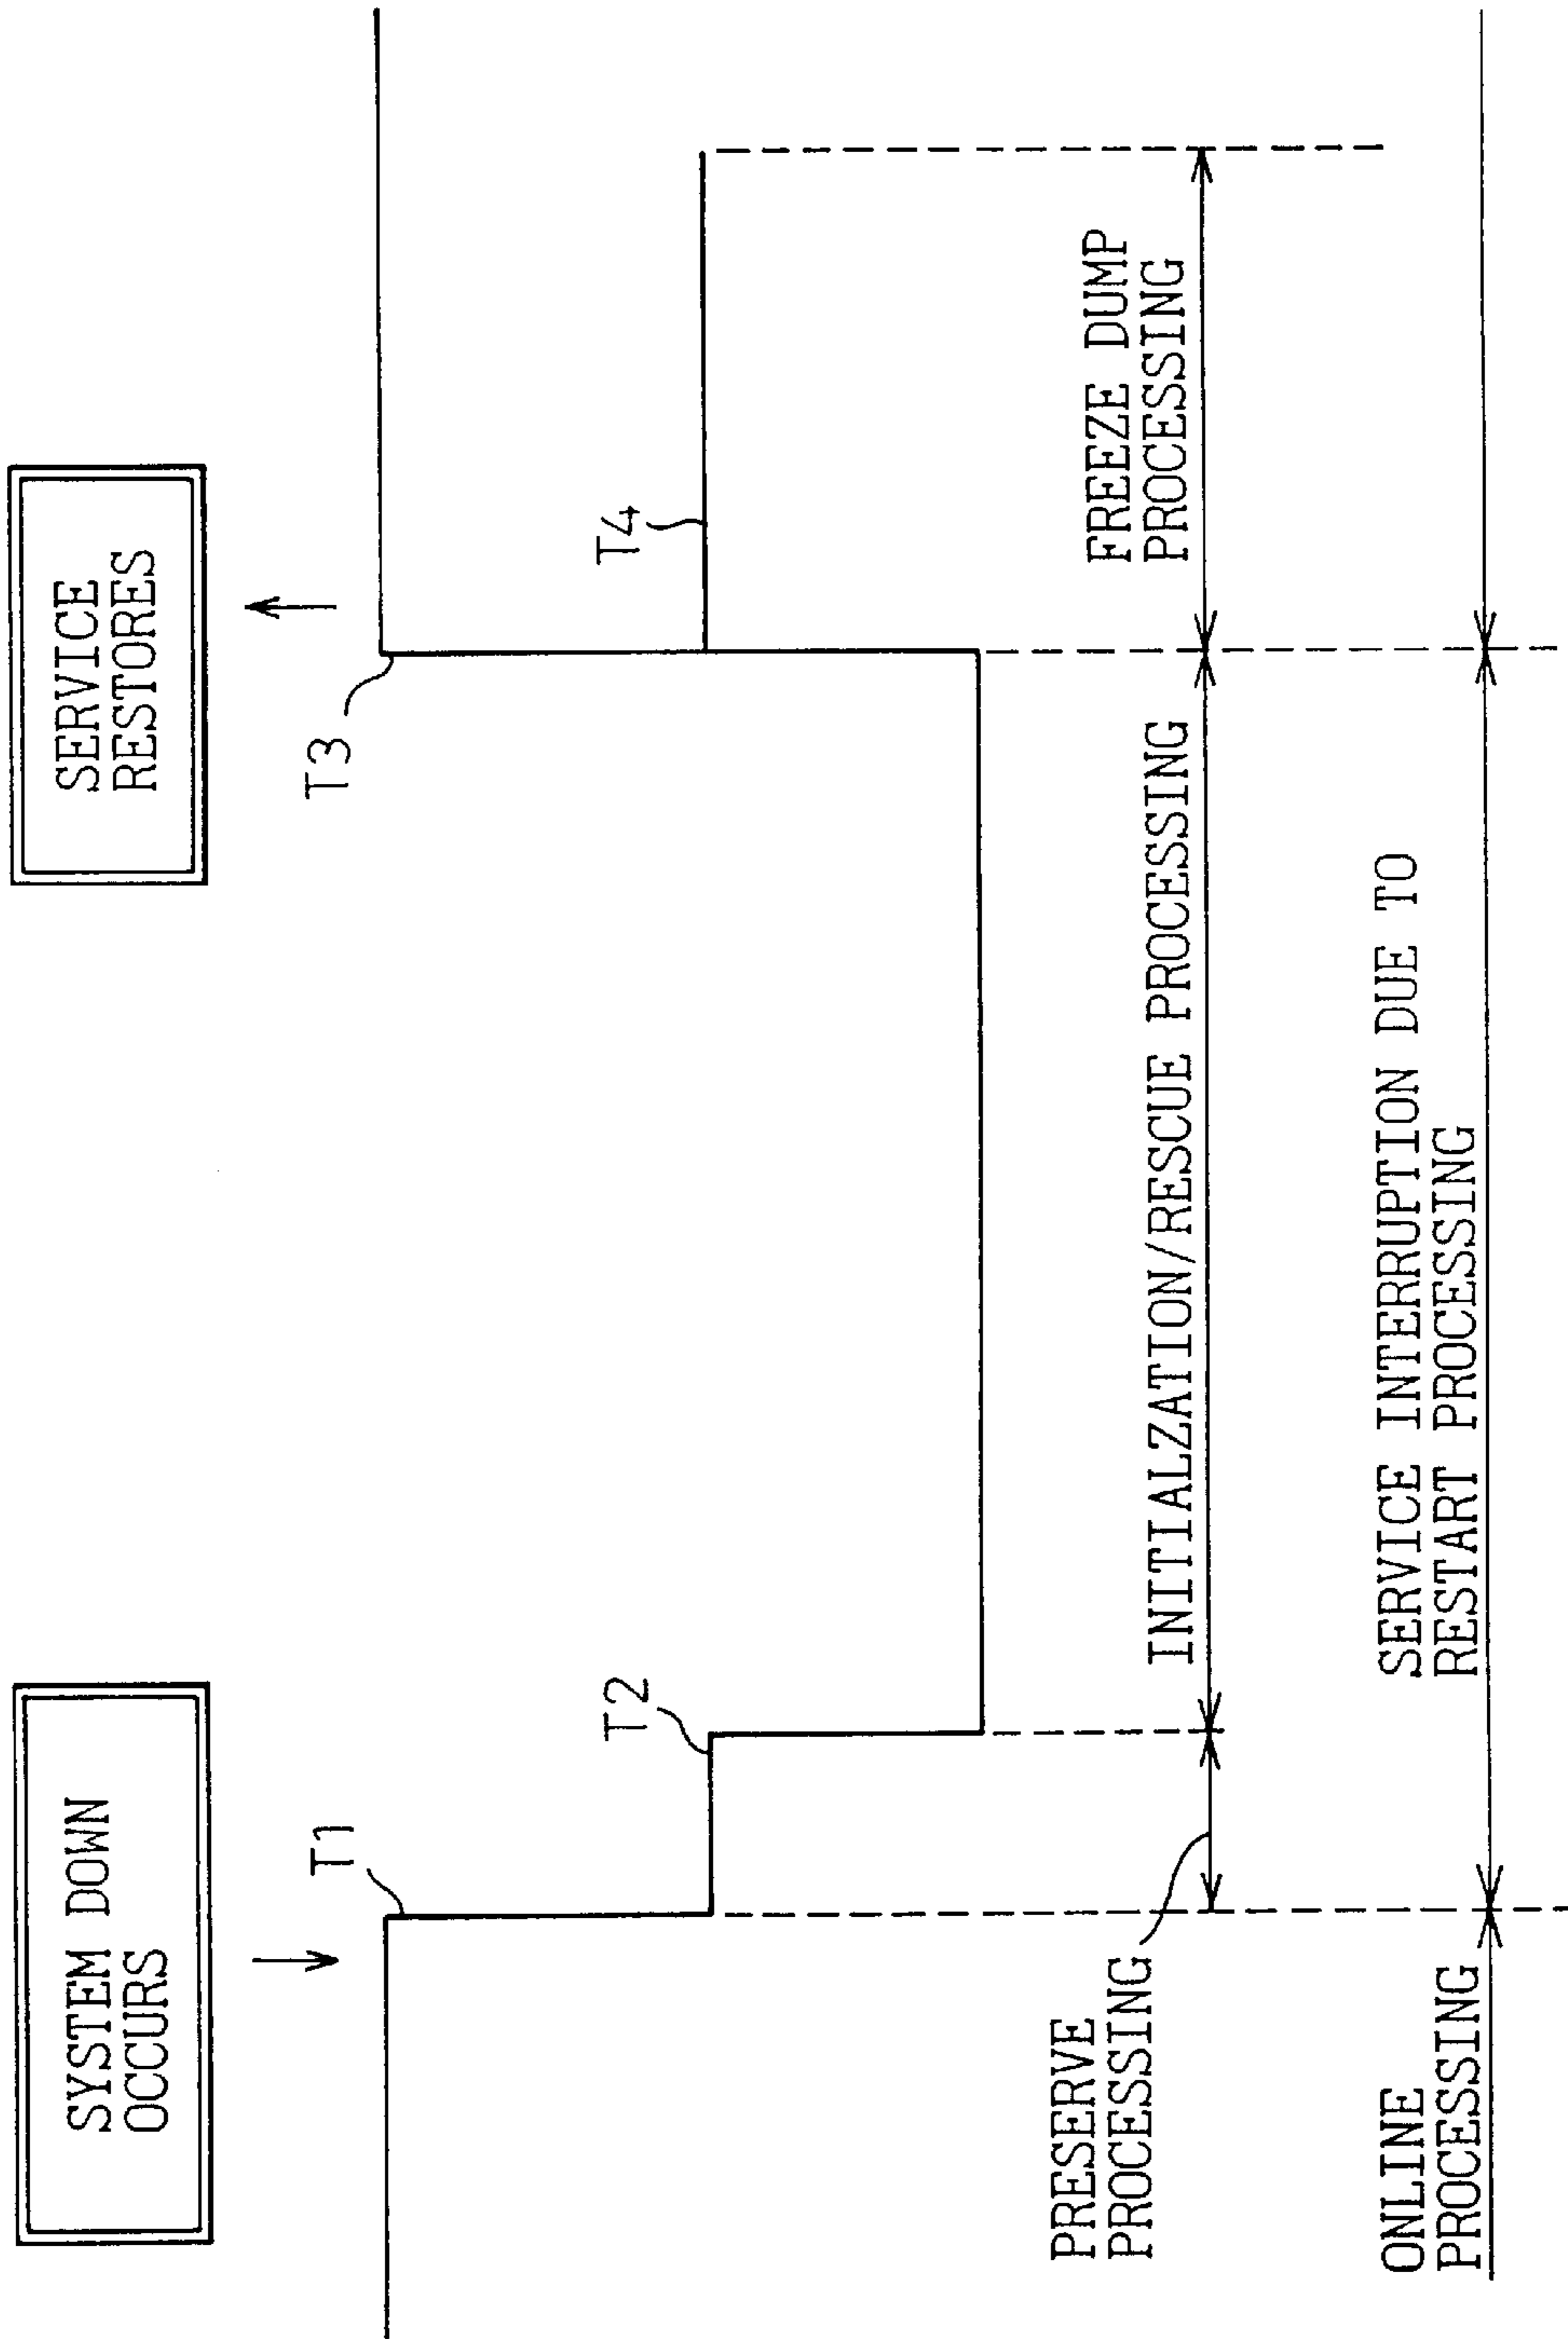 SYSTEM DOWN
OCCURS
SERVICE
RESTORES
T1
T3
T2
T4
PRESERVE
PROCESSING
INITIALZATION/RESCUE PROCESSING
FREEZE DUMP
PROCESSING
ONLINE
PROCESSING
SERVICE INTERRUPTION DUE TO
RESTART PROCESSING